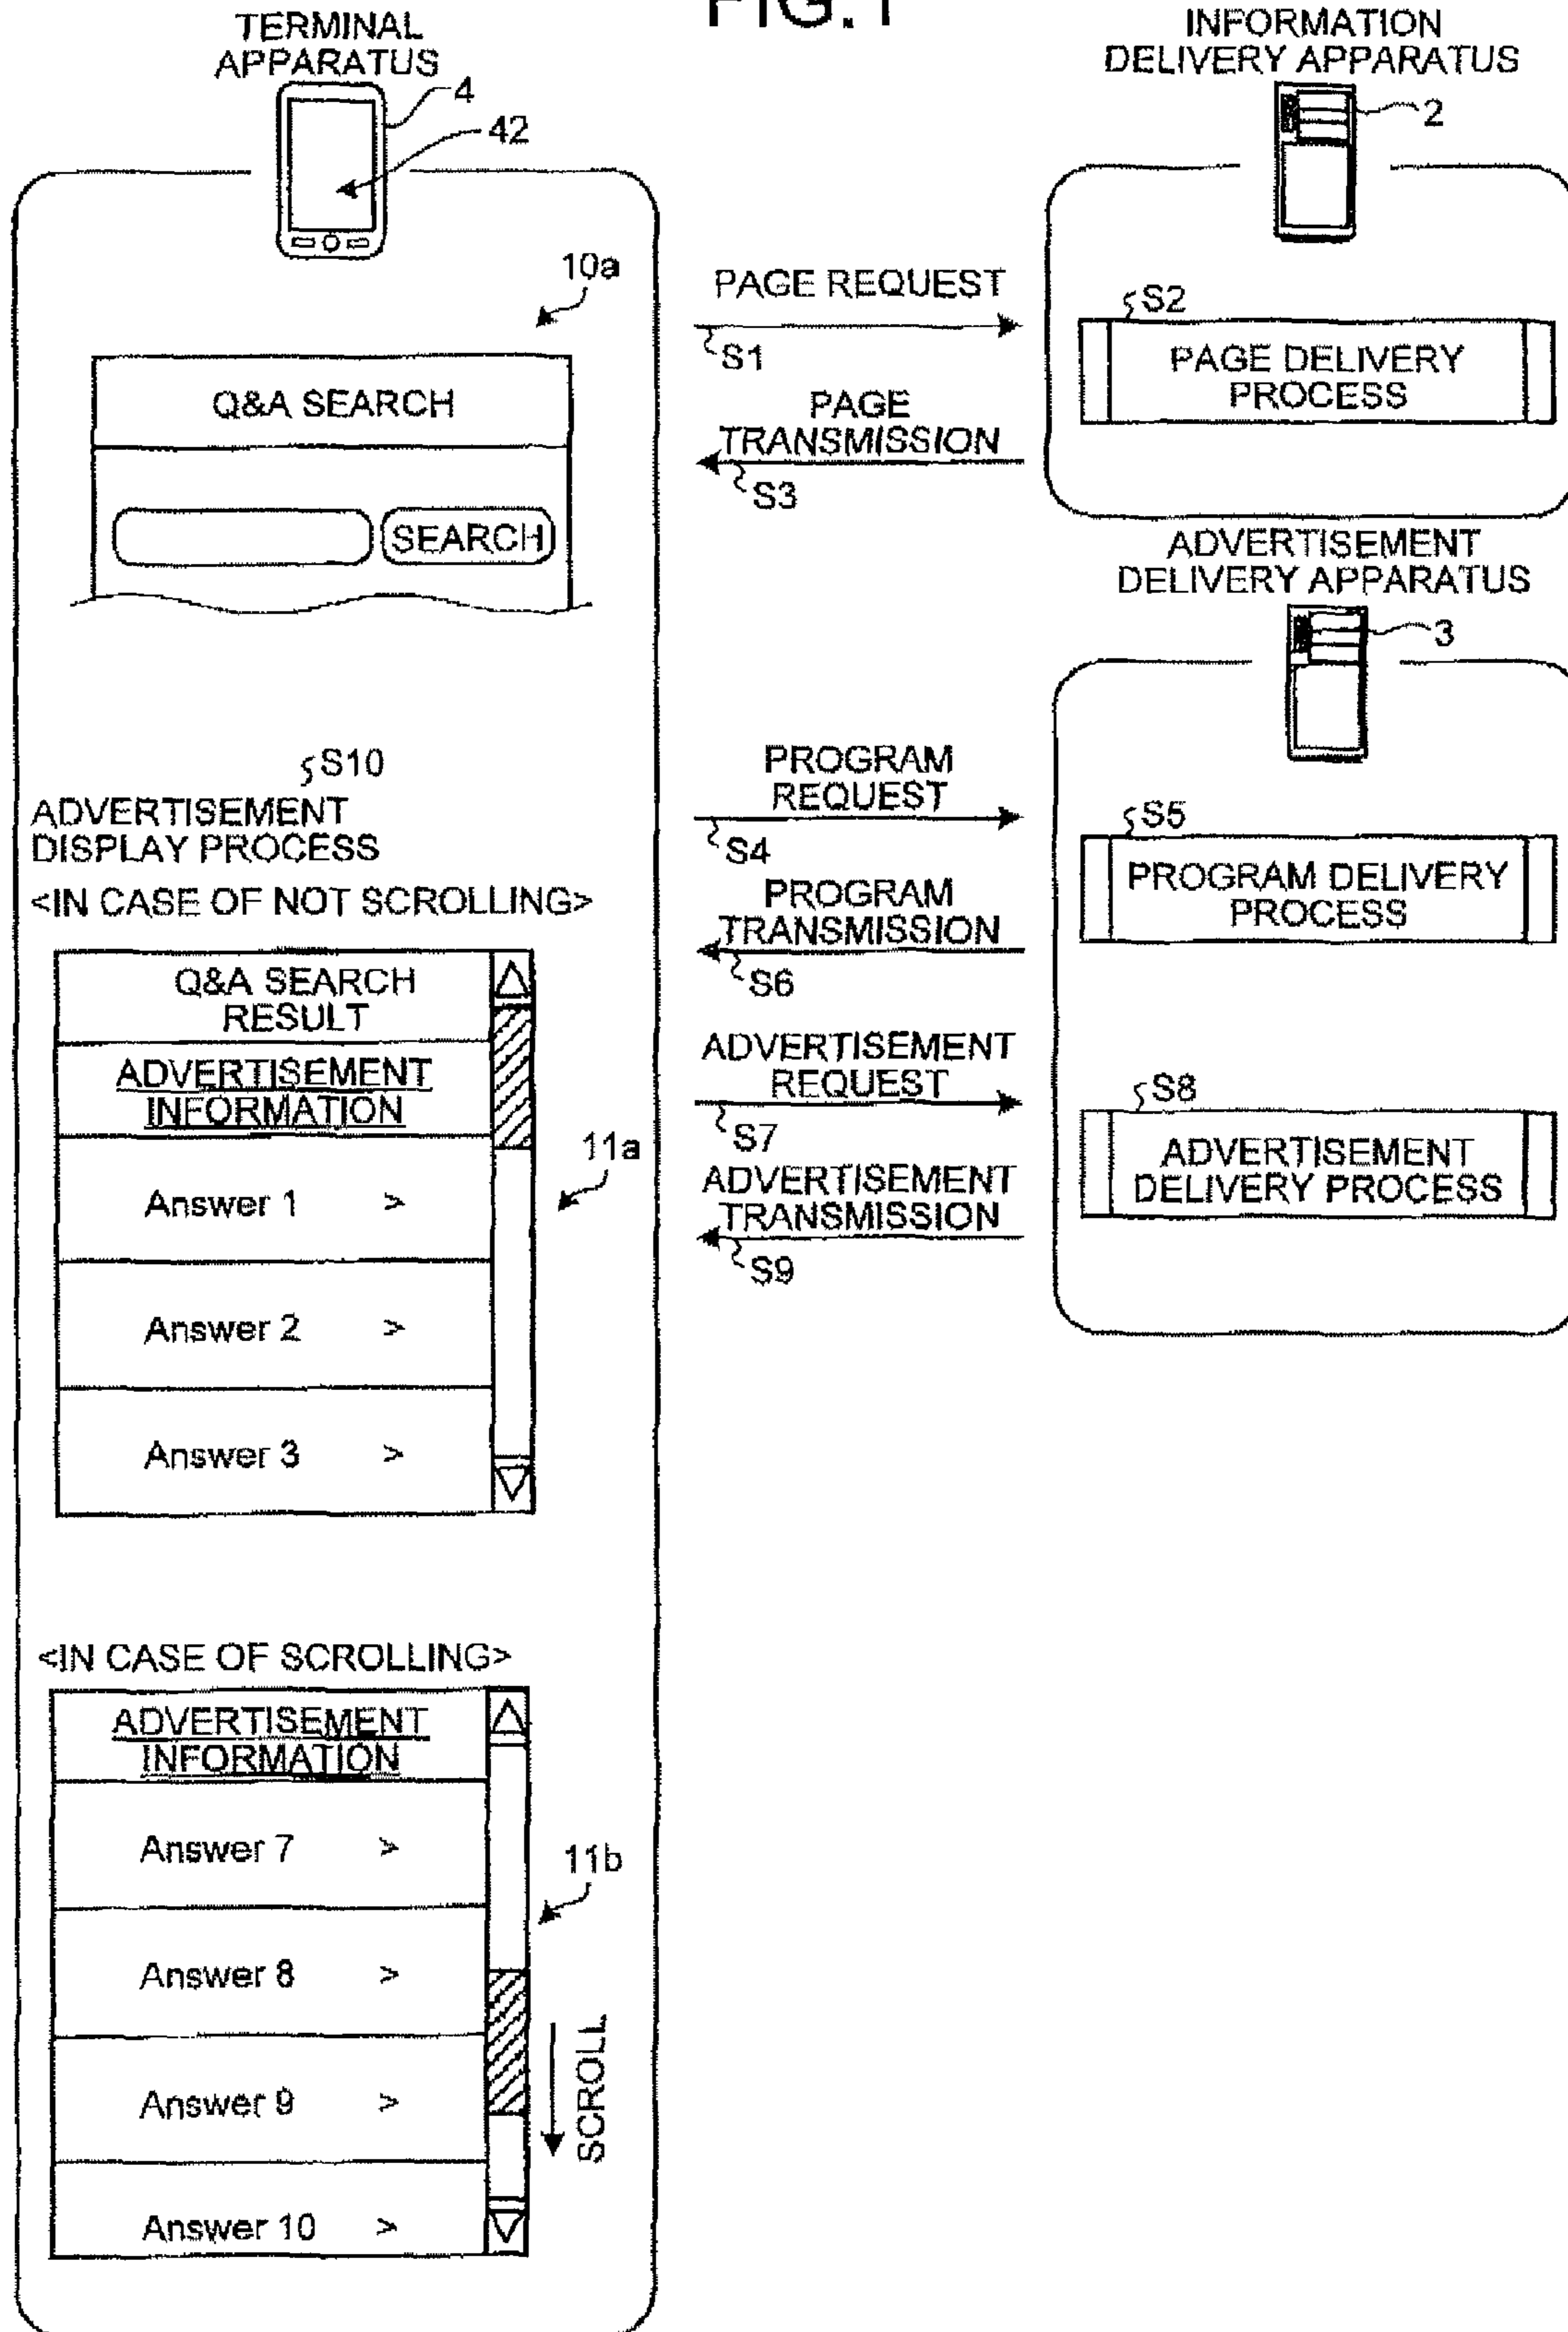 FIG.1
TERMINAL
APPARATUS
4
42
10a
Q&A SEARCH
SEARCH
S10
ADVERTISEMENT
DISPLAY PROCESS
<IN CASE OF NOT SCROLLING>
Q&A SEARCH
RESULT
ADVERTISEMENT
INFORMATION
11a
Answer 1 >
Answer 2 >
Answer 3 >
<IN CASE OF SCROLLING>
ADVERTISEMENT
INFORMATION
Answer 7 >
11b
Answer 8 >
SCROLL
Answer 9 >
Answer 10 >
PAGE REQUEST
S1
PAGE
TRANSMISSION
S3
PROGRAM
REQUEST
S4
PROGRAM
TRANSMISSION
S6
ADVERTISEMENT
REQUEST
S7
ADVERTISEMENT
TRANSMISSION
S9
INFORMATION
DELIVERY APPARATUS
2
S2
PAGE DELIVERY
PROCESS
ADVERTISEMENT
DELIVERY APPARATUS
3
S5
PROGRAM DELIVERY
PROCESS
S8
ADVERTISEMENT
DELIVERY PROCESS